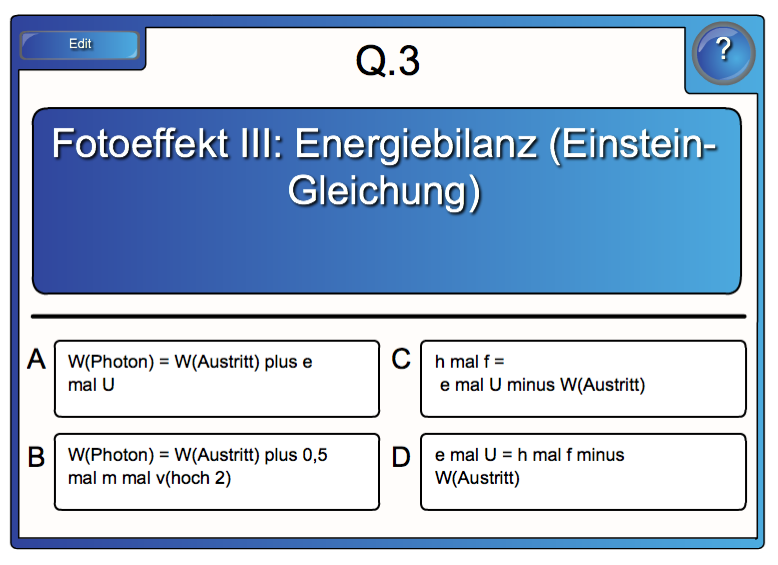 Edit
Q.3
?
Fotoeffekt III: Energiebilanz (Einstein-
Gleichung)
A
W(Photon) = W(Austritt) plus e
mal U
C
h mal f =
e mal U minus W(Austritt)
B
W(Photon) = W(Austritt) plus 0,5
mal m mal v(hoch 2)
D
e mal U = h mal f minus
W(Austritt)